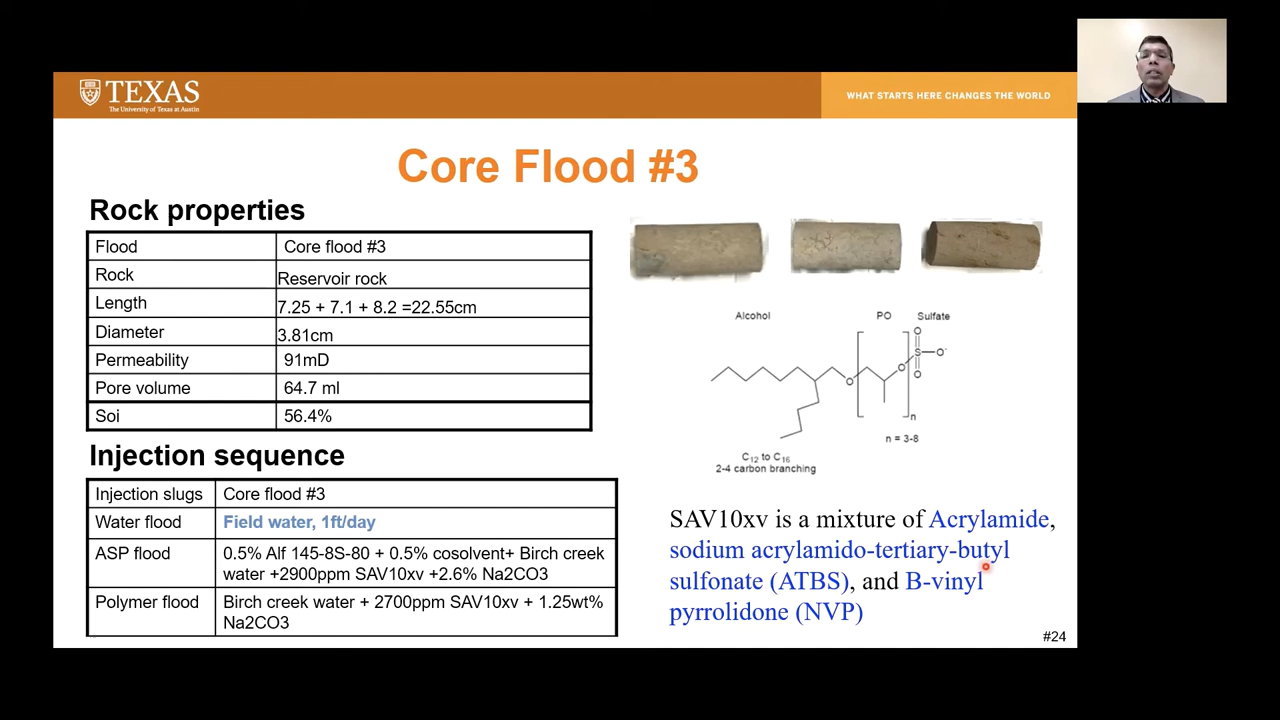 TEXAS
The University of Texas at Austin
WHAT STARTS HERE CHANGES THE WORLD
Core Flood #3
Rock properties
Flood Core flood #3
Rock Reservoir rock
Length 7.25 + 7.1 + 8.2 =22.55cm
Diameter 3.81cm
Permeability 91mD
Pore volume 64.7 ml
Soi 56.4%
Injection sequence
Injection slugs Core flood #3
Water flood Field water, 1ft/day
ASP flood 0.5% Alf 145-8S-80 + 0.5% cosolvent+ Birch creek
water +2900ppm SAV10xv +2.6% Na2CO3
Polymer flood Birch creek water + 2700ppm SAV10xv + 1.25wt%
Na2CO3
Alcohol PO Sulfate
O
S O-
O
O
O
n
n = 3-8
C12 to C16
2-4 carbon branching
SAV10xv is a mixture of Acrylamide,
sodium acrylamido-tertiary-butyl
sulfonate (ATBS), and B-vinyl
pyrrolidone (NVP)
#24